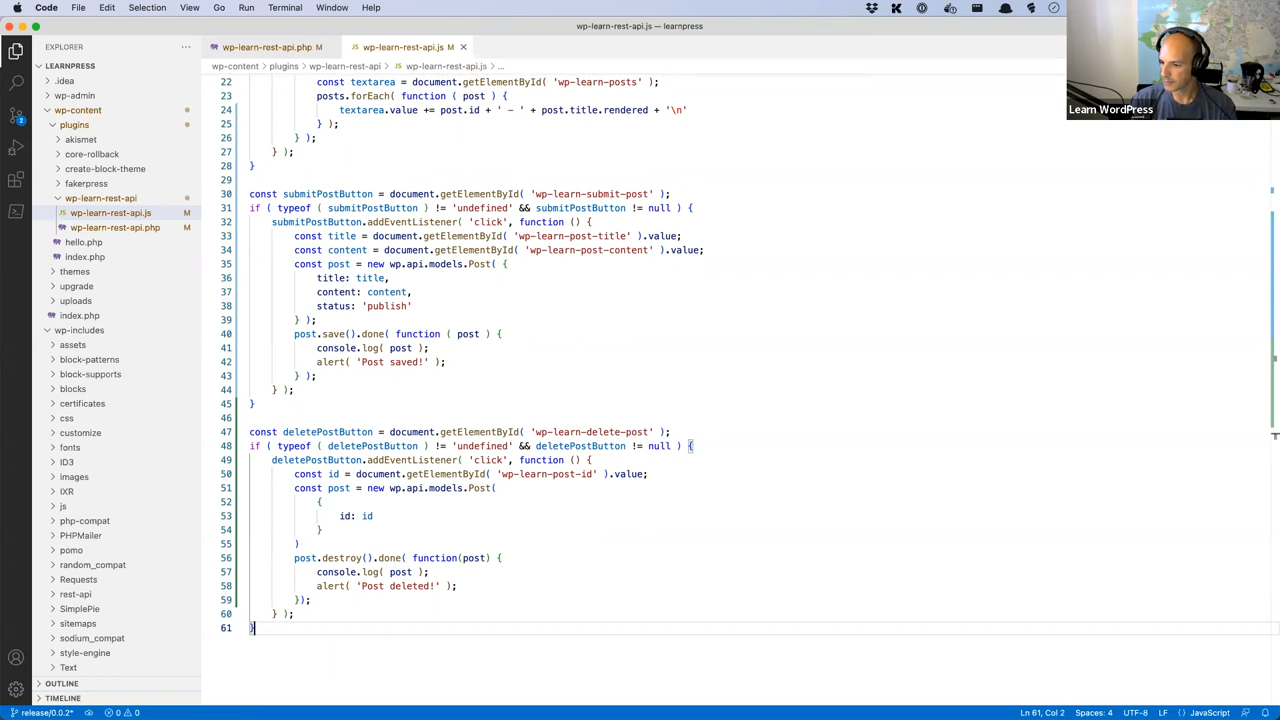 Code File Edit Selection View Go Run Terminal Window Help
wp-learn-rest-api.js — learnpress
EXPLORER
LEARNPRESS
.idea
wp-admin
wp-content
plugins
akismet
core-rollback
create-block-theme
fakerpress
wp-learn-rest-api
wp-learn-rest-api.js M
wp-learn-rest-api.php M
hello.php
index.php
themes
upgrade
uploads
index.php
wp-includes
assets
block-patterns
block-supports
blocks
certificates
css
customize
fonts
ID3
images
IXR
js
php-compat
PHPMailer
pomo
random_compat
Requests
rest-api
SimplePie
sitemaps
sodium_compat
style-engine
Text
OUTLINE
TIMELINE
2
wp-learn-rest-api.php M wp-learn-rest-api.js M
wp-content > plugins > wp-learn-rest-api > wp-learn-rest-api.js > ...
22 const textarea = document.getElementById( 'wp-learn-posts' );
23 posts.forEach( function ( post ) {
24 textarea.value += post.id + ' - ' + post.title.rendered + '\n'
25 } );
26 } );
27 } );
28 }
29
30 const submitPostButton = document.getElementById( 'wp-learn-submit-post' );
31 if ( typeof ( submitPostButton ) != 'undefined' && submitPostButton != null ) {
32 submitPostButton.addEventListener( 'click', function () {
33 const title = document.getElementById( 'wp-learn-post-title' ).value;
34 const content = document.getElementById( 'wp-learn-post-content' ).value;
35 const post = new wp.api.models.Post( {
36 title: title,
37 content: content,
38 status: 'publish'
39 } );
40 post.save().done( function ( post ) {
41 console.log( post );
42 alert( 'Post saved!' );
43 } );
44 } );
45 }
46
47 const deletePostButton = document.getElementById( 'wp-learn-delete-post' );
48 if ( typeof ( deletePostButton ) != 'undefined' && deletePostButton != null ) {
49 deletePostButton.addEventListener( 'click', function () {
50 const id = document.getElementById( 'wp-learn-post-id' ).value;
51 const post = new wp.api.models.Post(
52 {
53 id: id
54 }
55 )
56 post.destroy().done( function(post) {
57 console.log( post );
58 alert( 'Post deleted!' );
59 });
60 } );
61 }
Learn WordPress
release/0.0.2* 0 0 Ln 61, Col 2 Spaces: 4 UTF-8 LF { } JavaScript